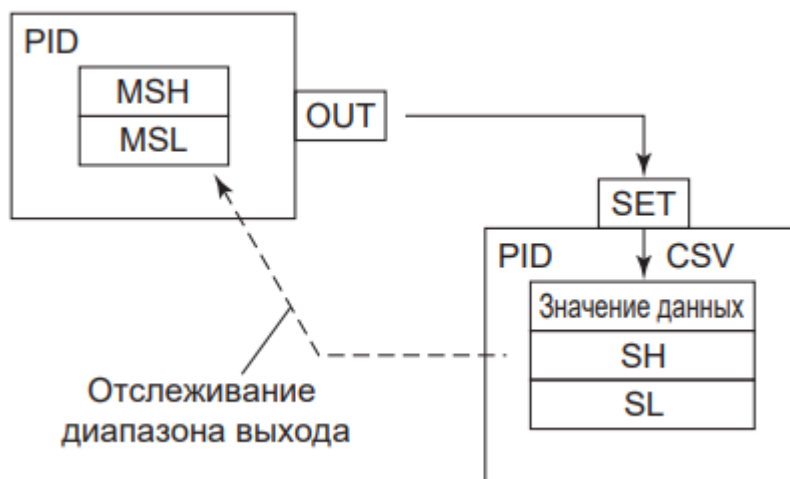 PID
MSH
MSL
OUT
SET
PID
CSV
Значение данных
SH
SL
Отслеживание
диапазона выхода